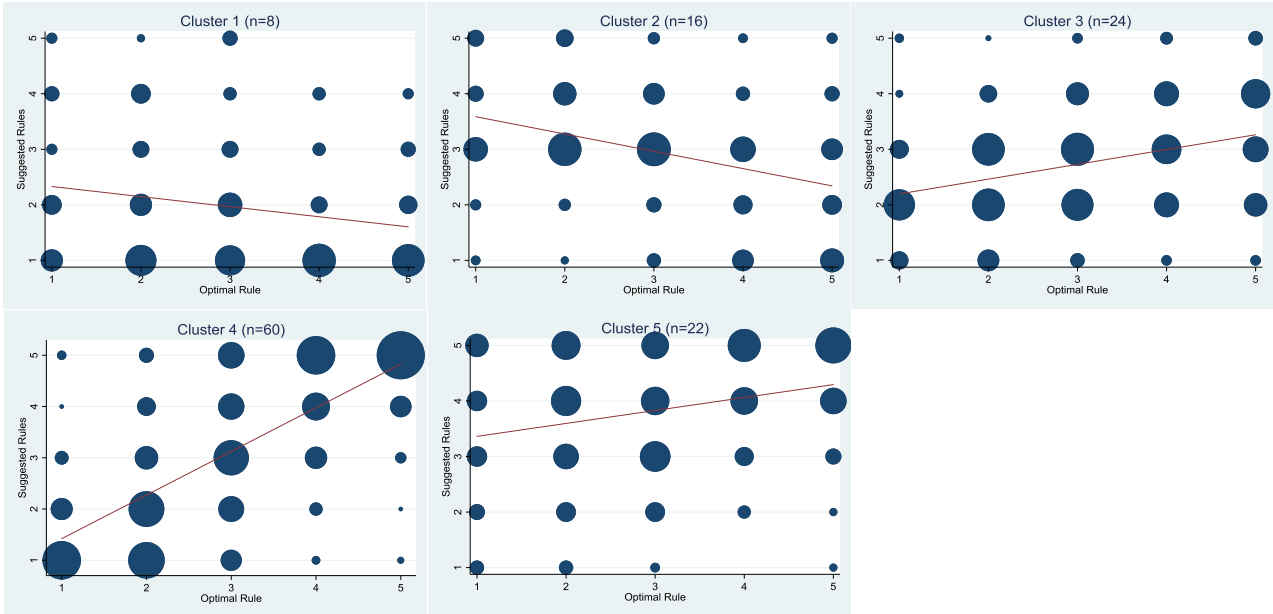 Cluster 1 (n=8)
Suggested Rules
5
4
3
2
1
1 2 3 4 5
Optimal Rule
Cluster 2 (n=16)
Suggested Rules
5
4
3
2
1
1 2 3 4 5
Optimal Rule
Cluster 3 (n=24)
Suggested Rules
5
4
3
2
1
1 2 3 4 5
Optimal Rule
Cluster 4 (n=60)
Suggested Rules
5
4
3
2
1
1 2 3 4 5
Optimal Rule
Cluster 5 (n=22)
Suggested Rules
5
4
3
2
1
1 2 3 4 5
Optimal Rule